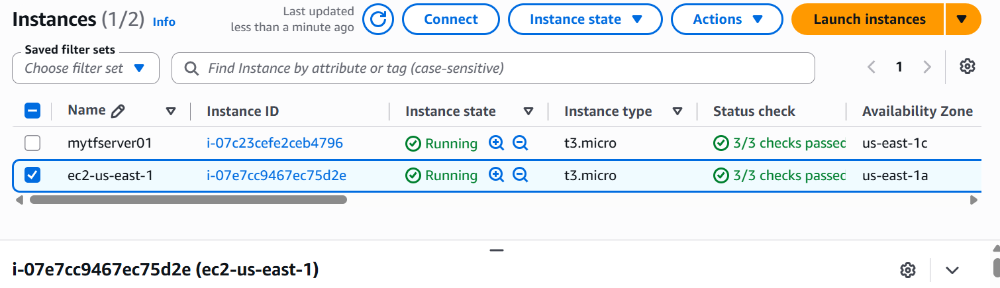 Instances (1/2) Info
Last updated
less than a minute ago
Connect
Instance state
Actions
Launch instances
Saved filter sets
Choose filter set
Find Instance by attribute or tag (case-sensitive)
1
Name Instance ID Instance state Instance type Status check Availability Zone
mytfserver01 i-07c23cefe2ceb4796 Running t3.micro 3/3 checks passed us-east-1c
ec2-us-east-1 i-07e7cc9467ec75d2e Running t3.micro 3/3 checks passed us-east-1a
i-07e7cc9467ec75d2e (ec2-us-east-1)